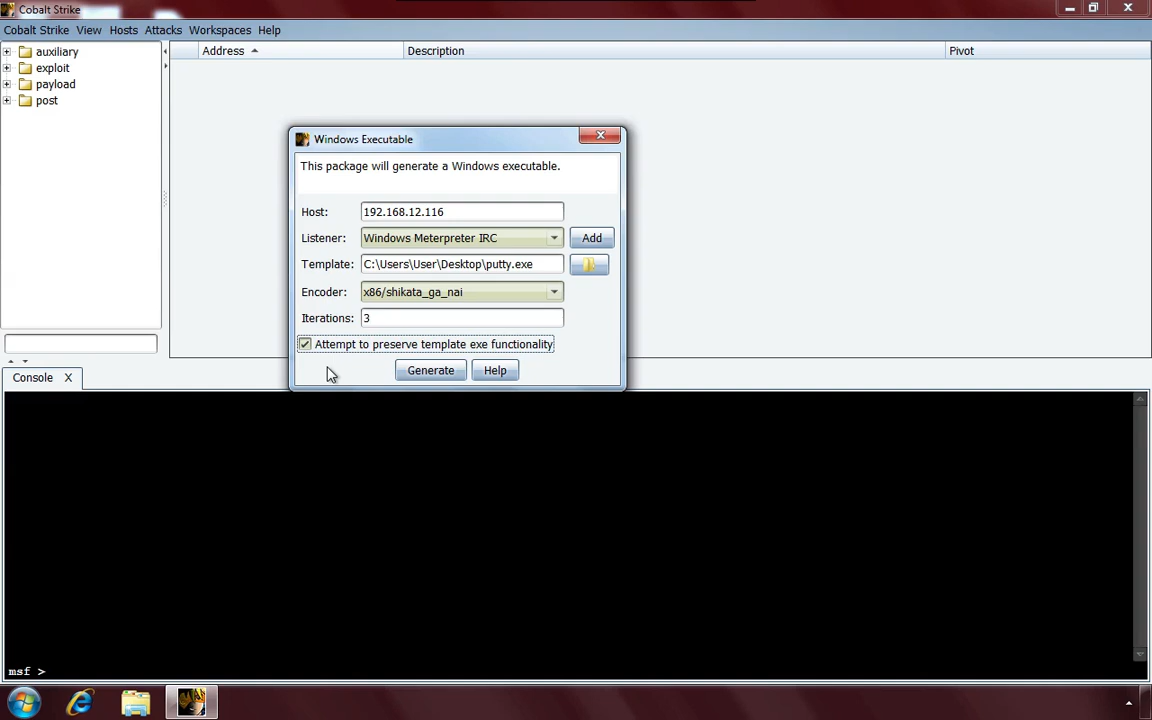 Cobalt Strike
Cobalt Strike View Hosts Attacks Workspaces Help
auxiliary
exploit
payload
post
Address Description Pivot
Windows Executable
This package will generate a Windows executable.
Host: 192.168.12.116
Listener: Windows Meterpreter IRC Add
Template: C:\Users\User\Desktop\putty.exe
Encoder: x86/shikata_ga_nai
Iterations: 3
Attempt to preserve template exe functionality
Generate Help
Console X
msf >